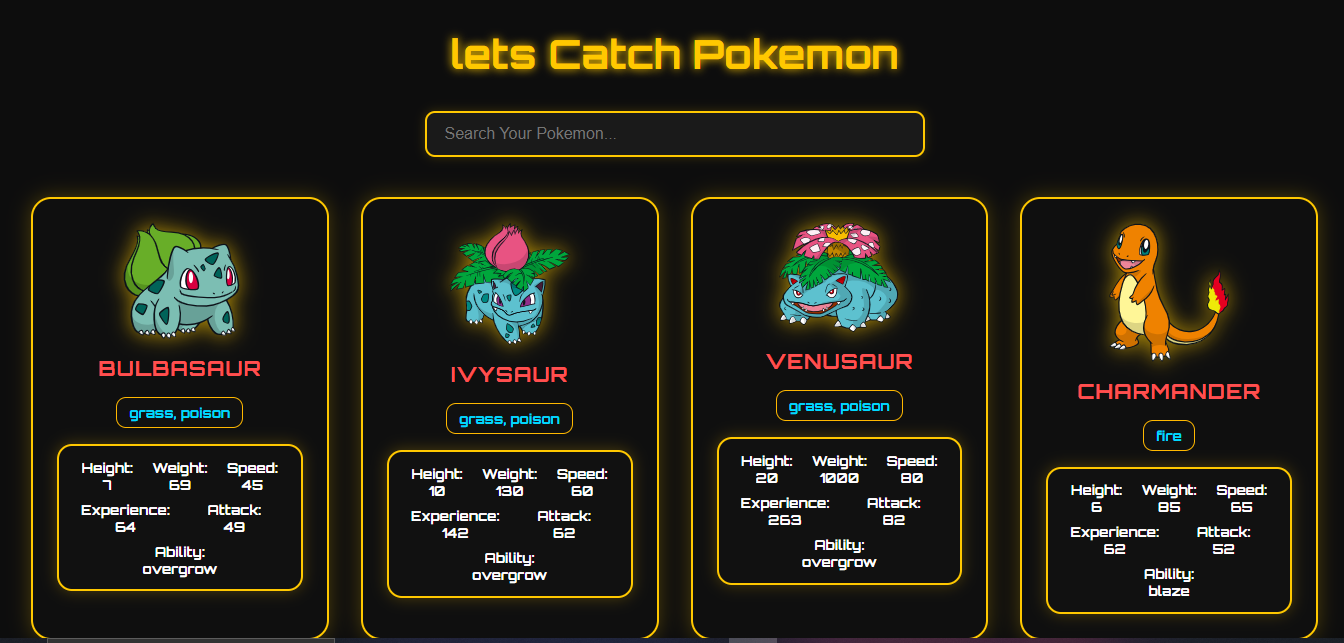 lets Catch Pokemon
Search Your Pokemon...
BULBASAUR
grass, poison
Height: Weight: Speed:
7 69 45
Experience: Attack:
64 49
Ability:
overgrow
IVYSAUR
grass, poison
Height: Weight: Speed:
10 130 60
Experience: Attack:
142 62
Ability:
overgrow
VENUSAUR
grass, poison
Height: Weight: Speed:
20 1000 80
Experience: Attack:
263 82
Ability:
overgrow
CHARMANDER
fire
Height: Weight: Speed:
6 85 65
Experience: Attack:
62 52
Ability:
blaze